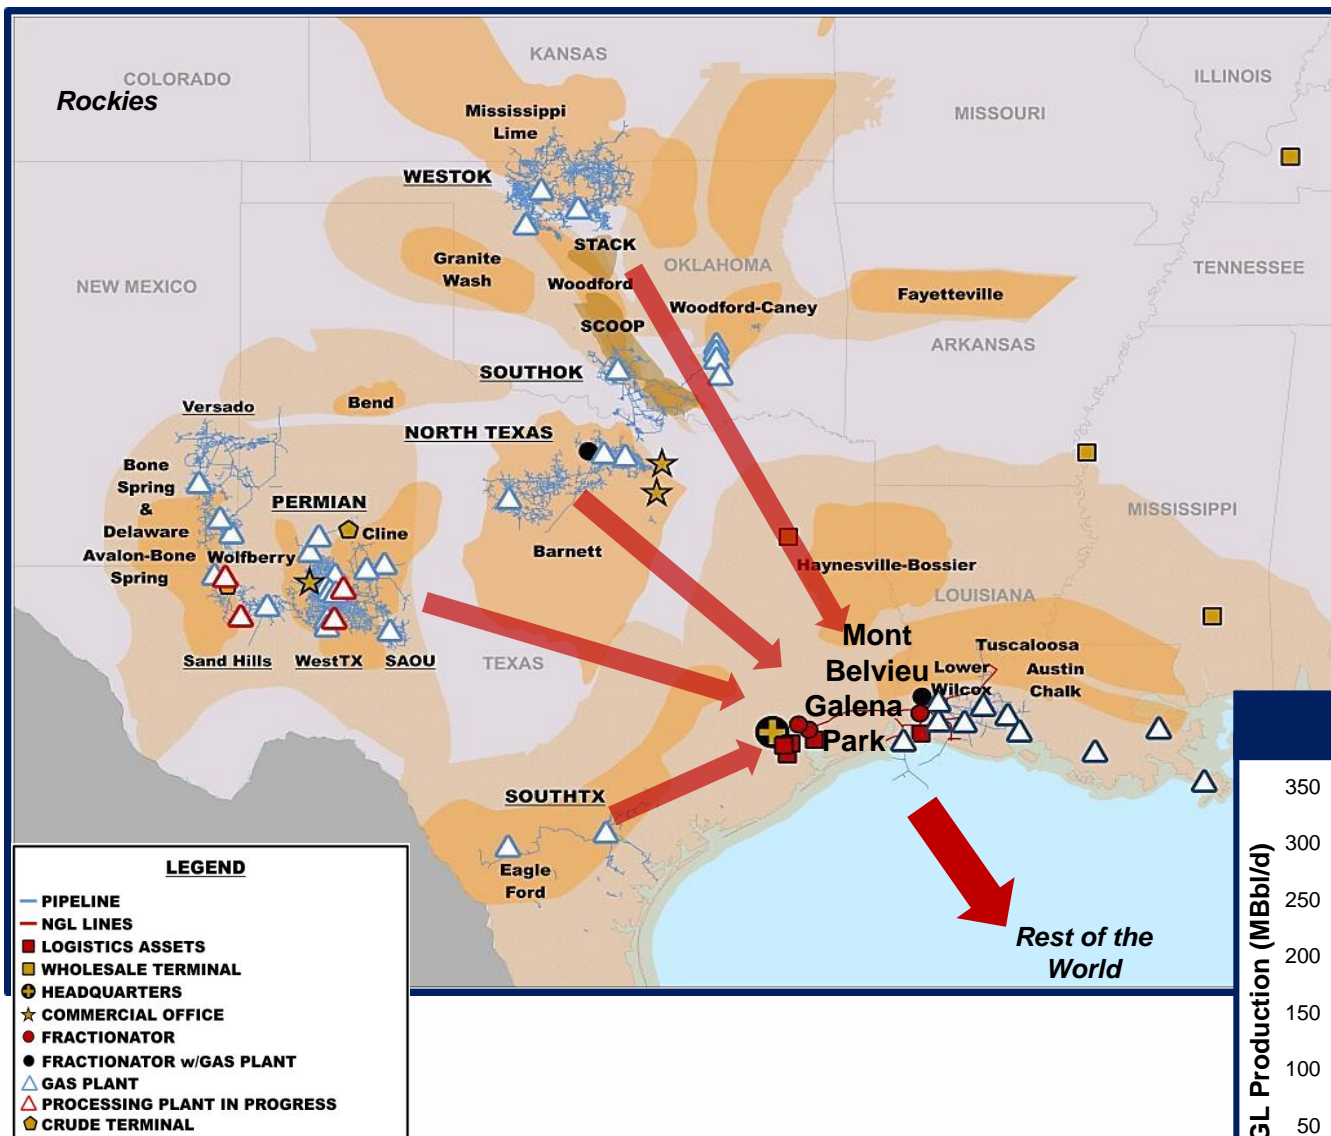 KANSAS
COLORADO
ILLINOIS
Rockies
MISSOURI
Mississippi
Lime
WESTOK
STACK
Granite
Wash
OKLAHOMA
TENNESSEE
NEW MEXICO
Woodford
Fayetteville
Woodford-Caney
SCOOP
ARKANSAS
SOUTHOK
Bend
Versado
NORTH TEXAS
Bone
Spring
&
Delaware
PERMIAN
MISSISSIPPI
Cline
Avalon-Bone
Spring
Wolfberry
Barnett
Haynesville-Bossier
LOUISIANA
Mont
Belvieu
Galena
Park
Tuscaloosa
Lower
Wilcox
Austin
Chalk
Sand Hills
WestTX
SAOU
TEXAS
SOUTHTX
Eagle
Ford
Rest of the
World
LEGEND
PIPELINE
NGL LINES
LOGISTICS ASSETS
WHOLESALE TERMINAL
HEADQUARTERS
COMMERCIAL OFFICE
FRACTIONATOR
FRACTIONATOR w/GAS PLANT
GAS PLANT
PROCESSING PLANT IN PROGRESS
CRUDE TERMINAL
350
300
250
200
150
100
50
GL Production (MBbl/d)